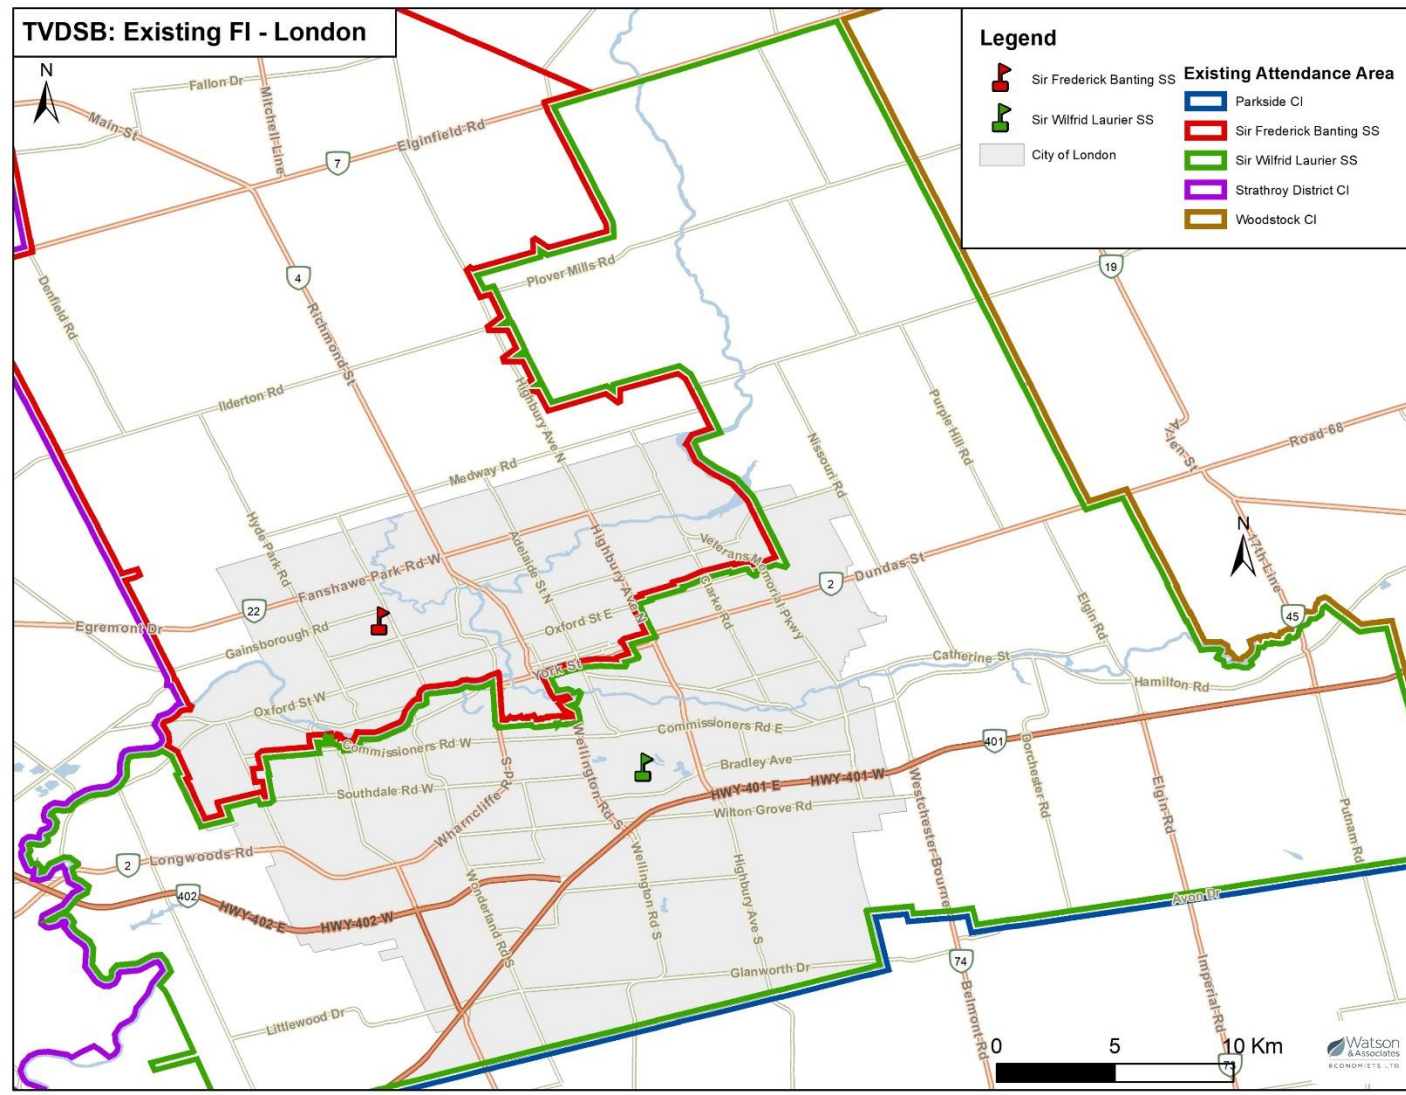 TVDSB: Existing FI - London
Legend
Sir Frederick Banting SS
Sir Wilfrid Laurier SS
City of London
Existing Attendance Area
Parkside CI
Sir Frederick Banting SS
Sir Wilfrid Laurier SS
Strathroy District CI
Woodstock CI
N
Fallon Dr
Main St
Mitchell Line
Elginfield Rd
7
4
Denfield Rd
Richmond St
Plover Mills Rd
19
Ilderton Rd
Highbury Ave N
Purple Hill Rd
Road 68
Medway Rd
Nissouri Rd
Hyde Park Rd
Adelaide St N
Highbury Ave N
Veterans Memorial Pkwy
N
17th Line
Fanshawe Park Rd W
Clarke Rd
Dundas St
2
22
Egremont Dr
Gainsborough Rd
Oxford St E
Elgin Rd
45
York St
Catherine St
Hamilton Rd
Oxford St W
Commissioners Rd W
Commissioners Rd E
401
Bradley Ave
HWY 401 E
HWY 401 W
Southdale Rd W
Wharncliffe Rd S
Wellington Rd S
Wilton Grove Rd
Dorchester Rd
Westchester Bourne
Elgin Rd
Putnam Rd
2
Longwoods Rd
402
HWY 402 E
HWY 402 W
Wonderland Rd S
Wellington Rd S
Highbury Ave S
Avon Dr
Glanworth Dr
74
Belmont Rd
Imperial Rd
Littlewood Dr
73
0 5 10 Km
Watson
& Associates
ECONOMISTS LTD.